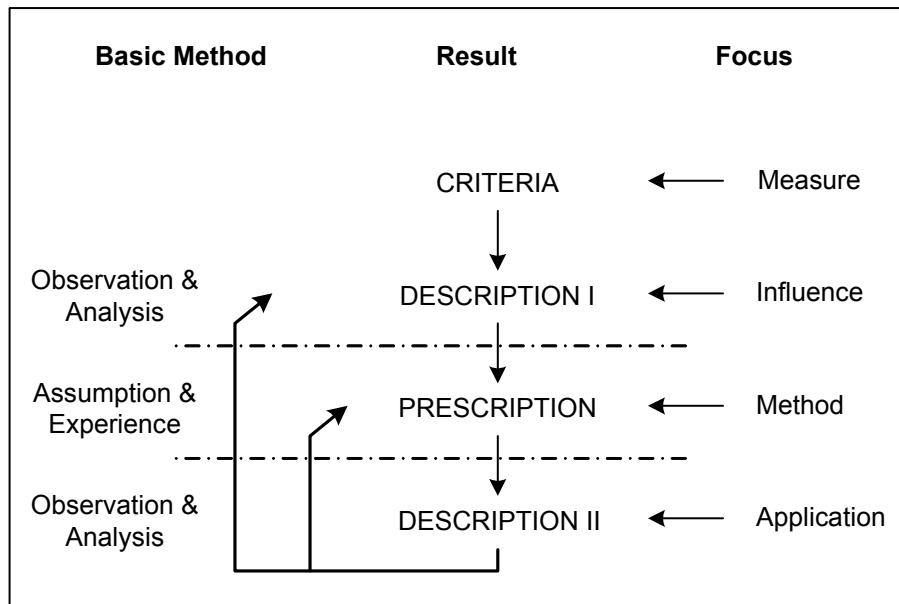 Basic Method Result Focus
CRITERIA Measure
Observation &
Analysis
DESCRIPTION I Influence
Assumption &
Experience
PRESCRIPTION Method
Observation &
Analysis
DESCRIPTION II Application